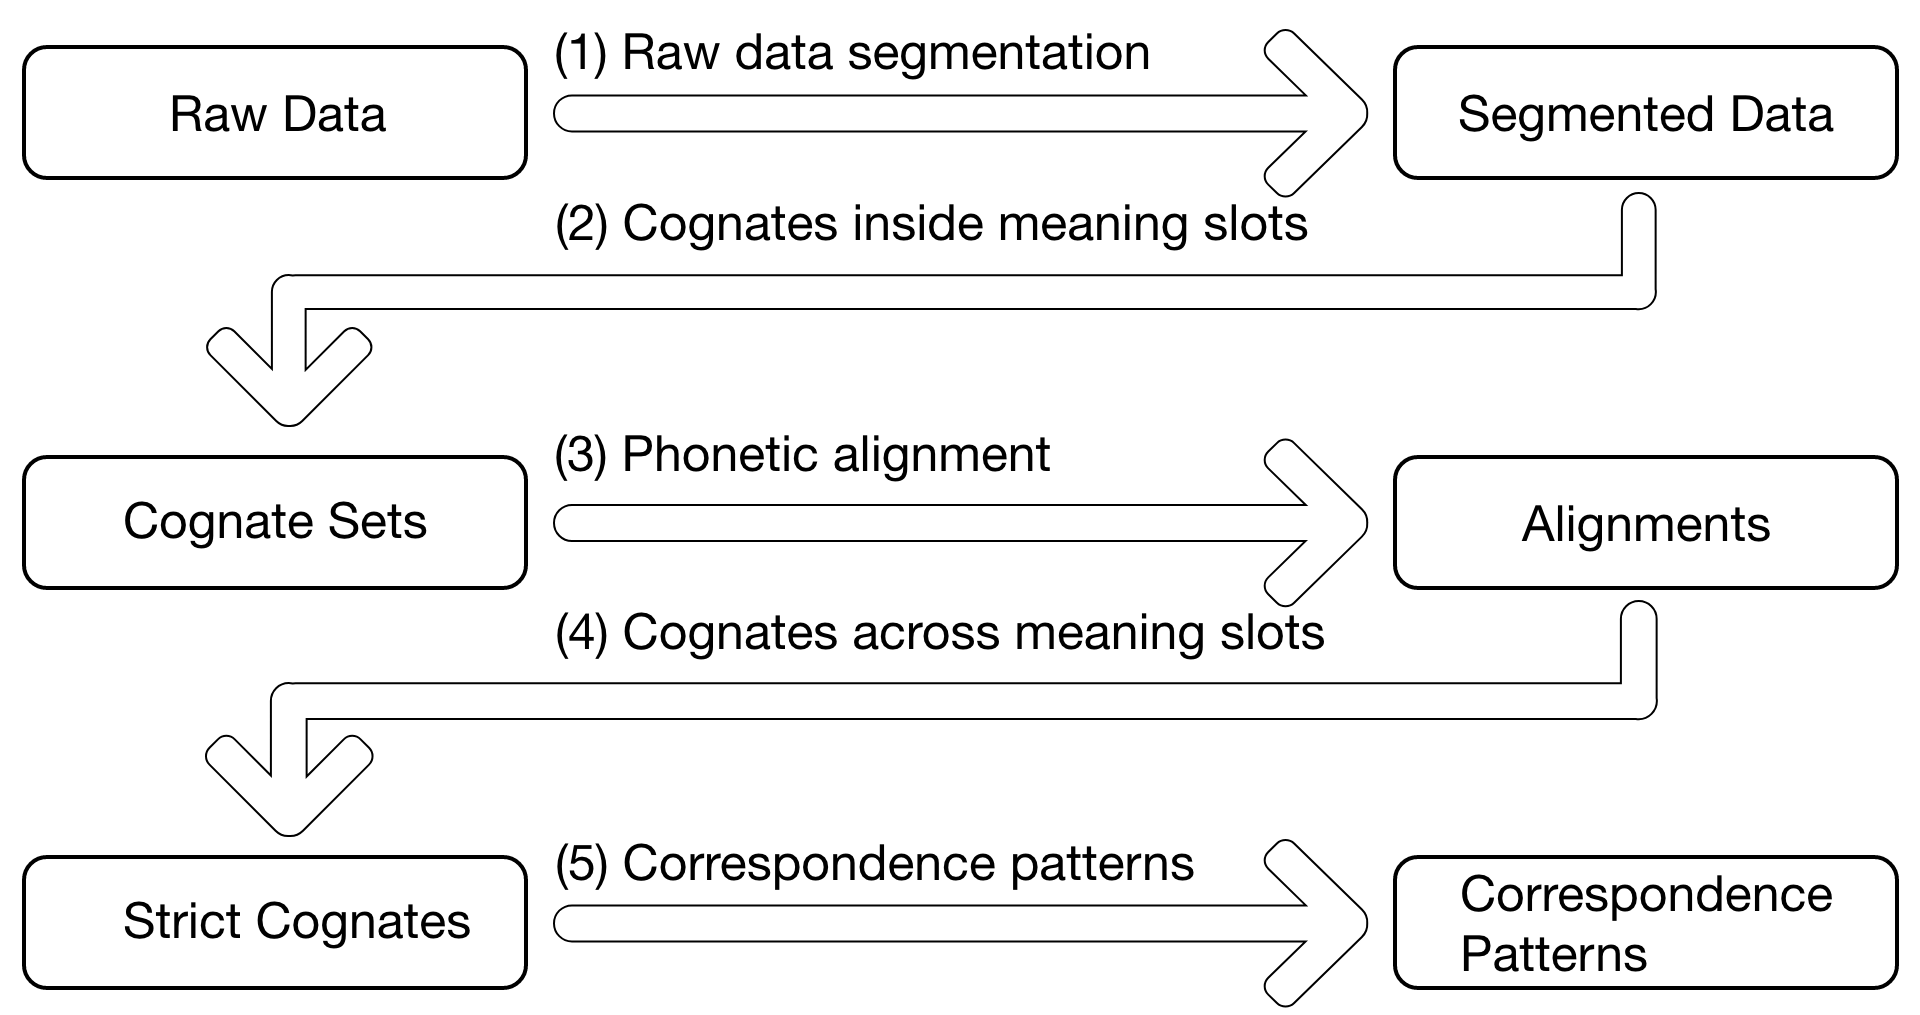 Raw Data
(1) Raw data segmentation
Segmented Data
(2) Cognates inside meaning slots
Cognate Sets
(3) Phonetic alignment
Alignments
(4) Cognates across meaning slots
Strict Cognates
(5) Correspondence patterns
Correspondence
Patterns